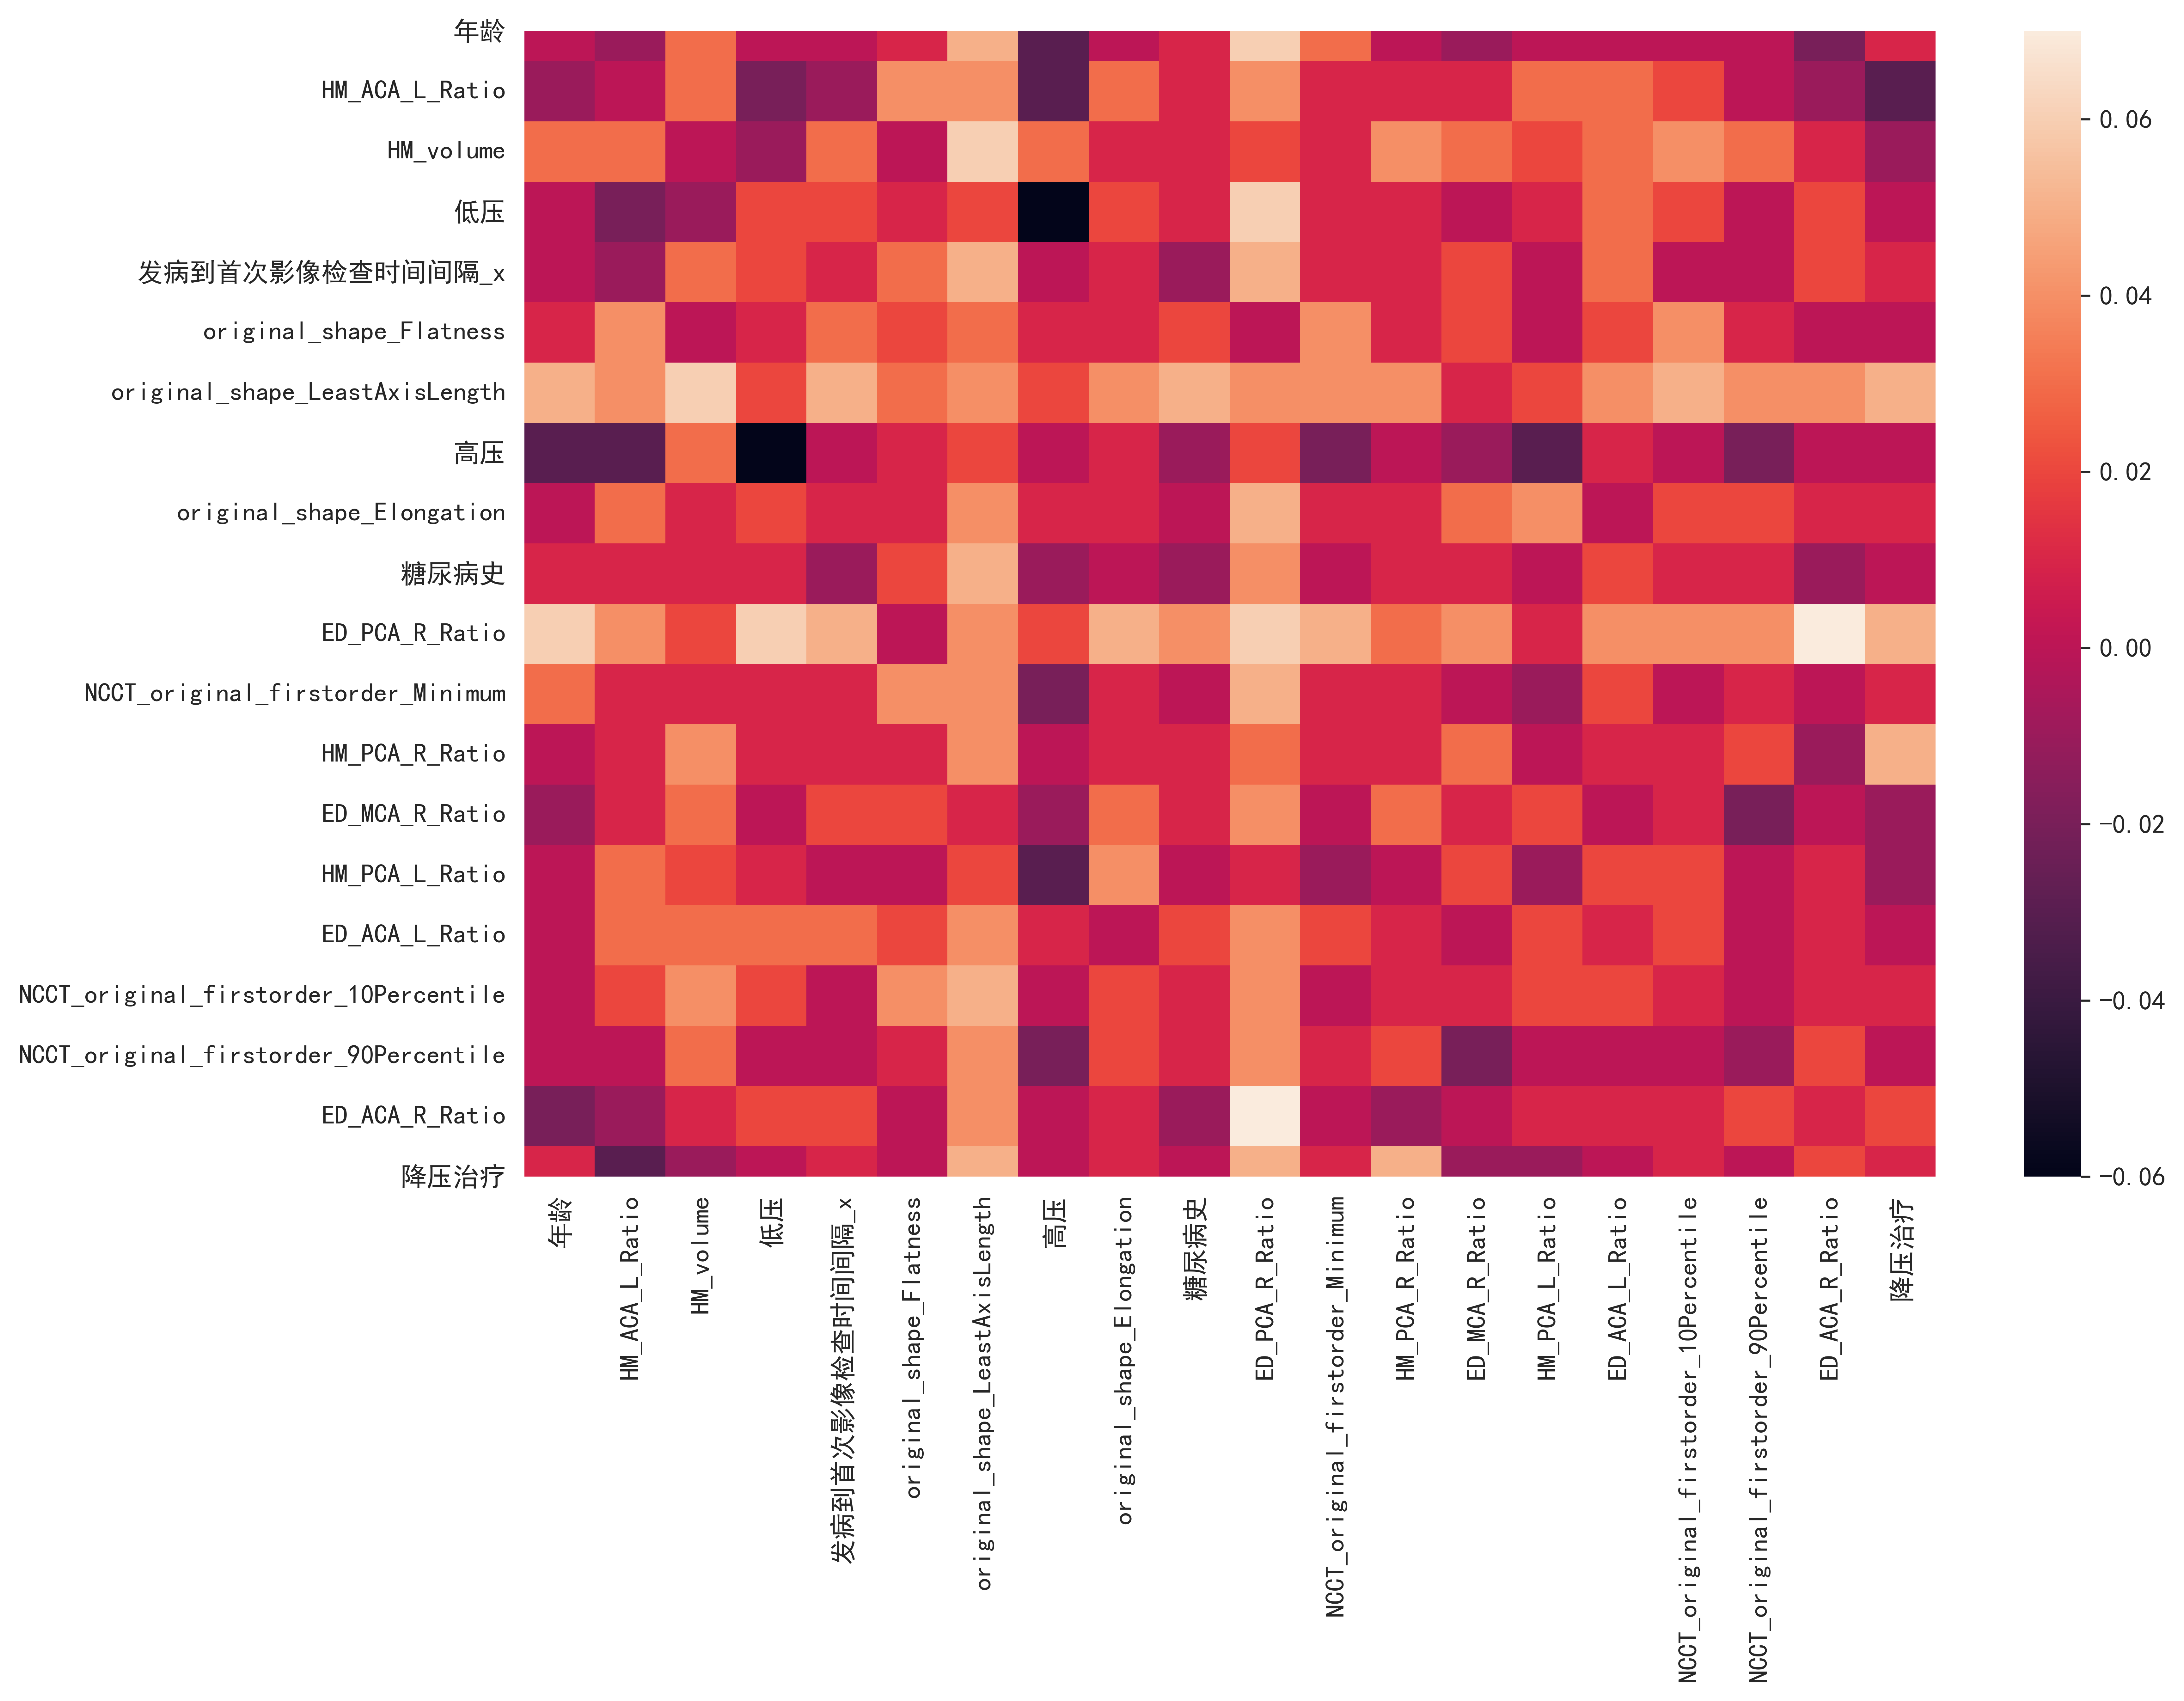 年龄
HM_ACA_L_Ratio
HM_volume
低压
发病到首次影像检查时间间隔_x
original_shape_Flatness
original_shape_LeastAxisLength
高压
original_shape_Elongation
糖尿病史
ED_PCA_R_Ratio
NCCT_original_firstorder_Minimum
HM_PCA_R_Ratio
ED_MCA_R_Ratio
HM_PCA_L_Ratio
ED_ACA_L_Ratio
NCCT_original_firstorder_10Percentile
NCCT_original_firstorder_90Percentile
ED_ACA_R_Ratio
降压治疗
年龄
HM_ACA_L_Ratio
HM_volume
低压
发病到首次影像检查时间间隔_x
original_shape_Flatness
original_shape_LeastAxisLength
高压
original_shape_Elongation
糖尿病史
ED_PCA_R_Ratio
NCCT_original_firstorder_Minimum
HM_PCA_R_Ratio
ED_MCA_R_Ratio
HM_PCA_L_Ratio
ED_ACA_L_Ratio
NCCT_original_firstorder_10Percentile
NCCT_original_firstorder_90Percentile
ED_ACA_R_Ratio
降压治疗
0.06
0.04
0.02
0.00
-0.02
-0.04
-0.06